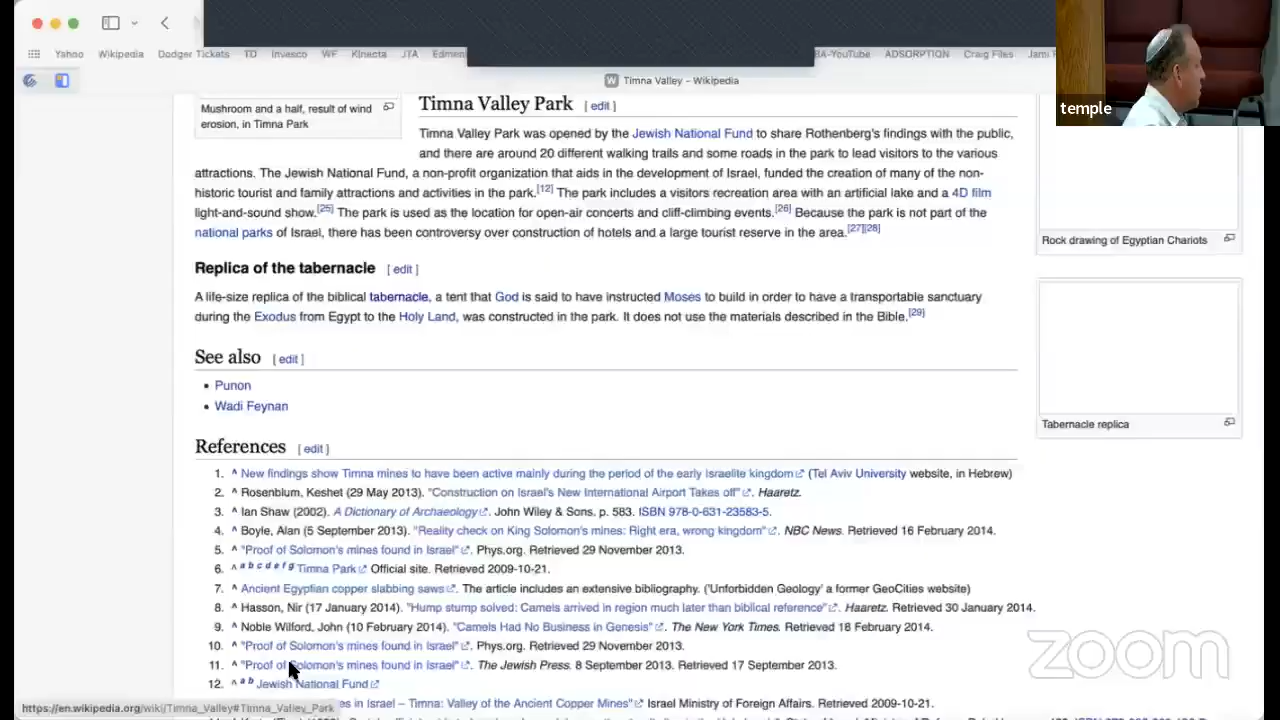 Yahoo Wikipedia Dodger Tickets TD Invesco WF Kinecta JTA
BA-YouTube ADSORPTION Craig Files
Timna Valley – Wikipedia
temple
Mushroom and a half, result of wind
erosion, in Timna Park
Timna Valley Park [ edit ]
Timna Valley Park was opened by the Jewish National Fund to share Rothenberg's findings with the public,
and there are around 20 different walking trails and some roads in the park to lead visitors to the various
attractions. The Jewish National Fund, a non-profit organization that aids in the development of Israel, funded the creation of many of the non-
historic tourist and family attractions and activities in the park.[12] The park includes a visitors recreation area with an artificial lake and a 4D film
light-and-sound show.[25] The park is used as the location for open-air concerts and cliff-climbing events.[26] Because the park is not part of the
national parks of Israel, there has been controversy over construction of hotels and a large tourist reserve in the area.[27][28]
Rock drawing of Egyptian Chariots
Replica of the tabernacle [ edit ]
A life-size replica of the biblical tabernacle, a tent that God is said to have instructed Moses to build in order to have a transportable sanctuary
during the Exodus from Egypt to the Holy Land, was constructed in the park. It does not use the materials described in the Bible.[29]
Tabernacle replica
See also [ edit ]
• Punon
• Wadi Feynan
References [ edit ]
1. ^ New findings show Timna mines to have been active mainly during the period of the early Israelite kingdom (Tel Aviv University website, in Hebrew)
2. ^ Rosenblum, Keshet (29 May 2013). "Construction on Israel's New International Airport Takes off". Haaretz.
3. ^ Ian Shaw (2002). A Dictionary of Archaeology. John Wiley & Sons. p. 583. ISBN 978-0-631-23583-5.
4. ^ Boyle, Alan (5 September 2013). "Reality check on King Solomon's mines: Right era, wrong kingdom". NBC News. Retrieved 16 February 2014.
5. ^ "Proof of Solomon's mines found in Israel". Phys.org. Retrieved 29 November 2013.
6. ^ a b c d e f g Timna Park Official site. Retrieved 2009-10-21.
7. ^ Ancient Egyptian copper slabbing saws. The article includes an extensive bibliography. ('Unforbidden Geology' a former GeoCities website)
8. ^ Hasson, Nir (17 January 2014). "Hump stump solved: Camels arrived in region much later than biblical reference". Haaretz. Retrieved 30 January 2014.
9. ^ Noble Wilford, John (10 February 2014). "Camels Had No Business in Genesis". The New York Times. Retrieved 18 February 2014.
10. ^ "Proof of Solomon's mines found in Israel". Phys.org. Retrieved 29 November 2013.
11. ^ "Proof of Solomon's mines found in Israel". The Jewish Press. 8 September 2013. Retrieved 17 September 2013.
12. ^ a b Jewish National Fund
es in Israel – Timna: Valley of the Ancient Copper Mines" Israel Ministry of Foreign Affairs. Retrieved 2009-10-21.
https://en.wikipedia.org/wiki/Timna_Valley#Timna_Valley_Park
zoom